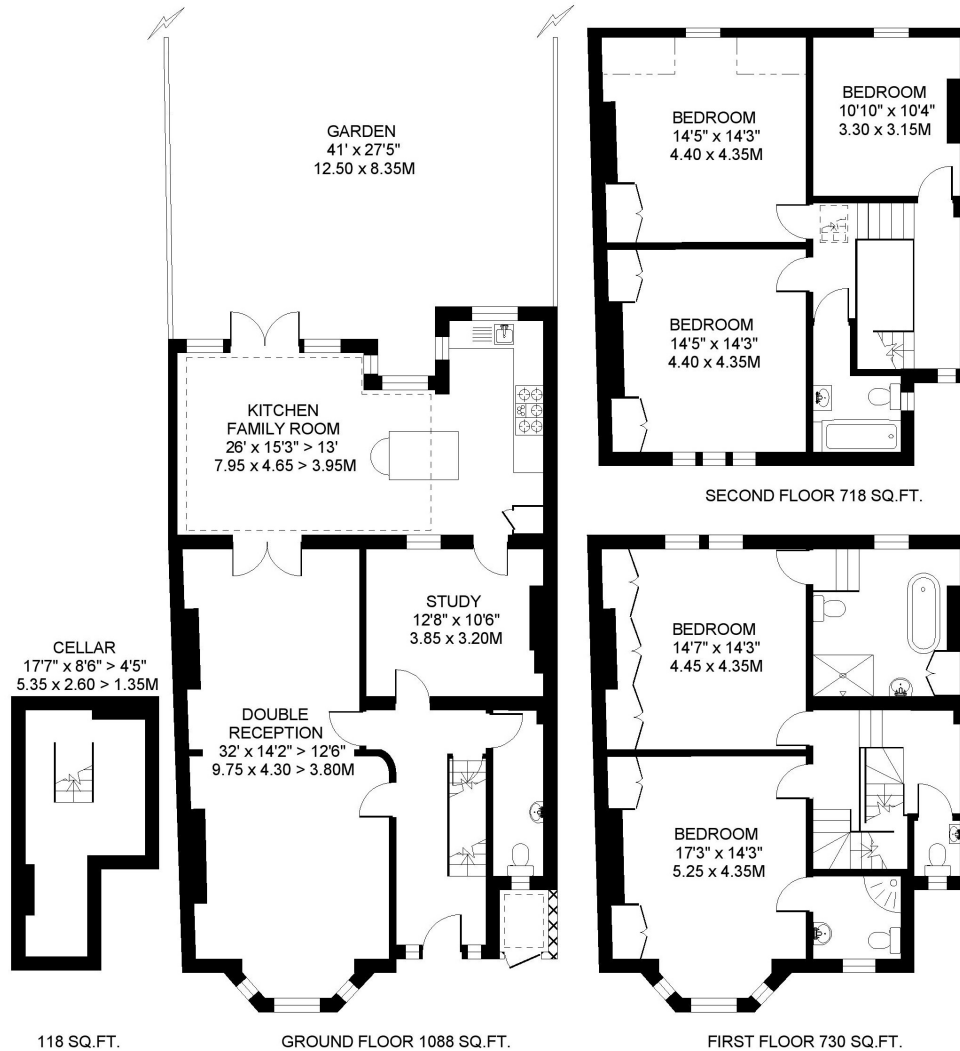 GARDEN
41' x 27'5"
12.50 x 8.35M
BEDROOM
14'5" x 14'3"
4.40 x 4.35M
BEDROOM
10'10" x 10'4"
3.30 x 3.15M
BEDROOM
14'5" x 14'3"
4.40 x 4.35M
SECOND FLOOR 718 SQ.FT.
KITCHEN
FAMILY ROOM
26' x 15'3" > 13'
7.95 x 4.65 > 3.95M
STUDY
12'8" x 10'6"
3.85 x 3.20M
CELLAR
17'7" x 8'6" > 4'5"
5.35 x 2.60 > 1.35M
DOUBLE
RECEPTION
32' x 14'2" > 12'6"
9.75 x 4.30 > 3.80M
BEDROOM
14'7" x 14'3"
4.45 x 4.35M
BEDROOM
17'3" x 14'3"
5.25 x 4.35M
118 SQ.FT.
GROUND FLOOR 1088 SQ.FT.
FIRST FLOOR 730 SQ.FT.